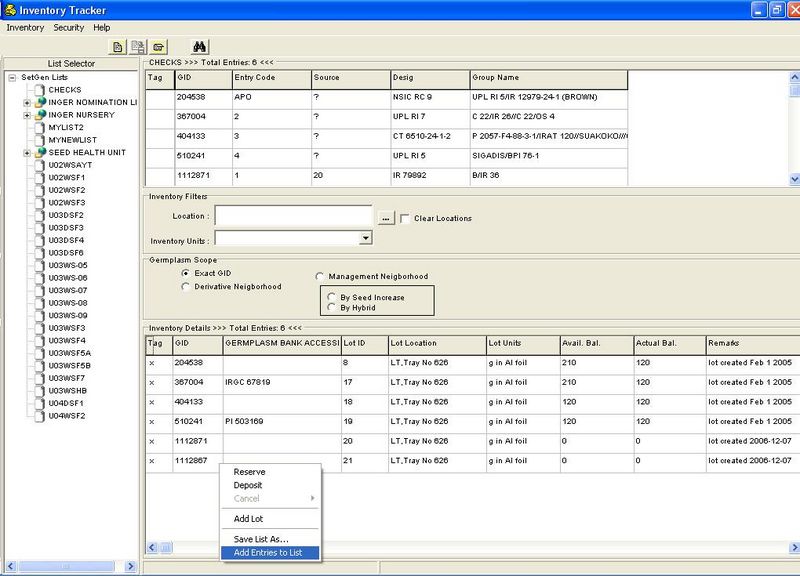 Inventory Tracker
Inventory Security Help
List Selector
SetGen Lists
CHECKS
INGER NOMINATION LI
INGER NURSERY
MYLIST2
MYNEWLIST
SEED HEALTH UNIT
U02WSAYT
U02WSF1
U02WSF2
U02WSF3
U03DSF2
U03DSF3
U03DSF4
U03DSF6
U03WS-05
U03WS-06
U03WS-07
U03WS-08
U03WS-09
U03WSF3
U03WSF4
U03WSF5A
U03WSF5B
U03WSF7
U03WSHB
U04DSF1
U04WSF2
CHECKS >>> Total Entries: 6 <<<
Tag GID Entry Code Source Desig Group Name
204538 APO ? NSIC RC 9 UPL RI 5/IR 12979-24-1 (BROWN)
367004 2 ? UPL RI 7 C 22/IR 26//C 22/OS 4
404133 3 ? CT 6510-24-1-2 P 2057-F4-88-3-1/IRAT 120//SUAKOKO///
510241 4 ? UPL RI 5 SIGADIS/BPI 76-1
1112871 1 20 IR 79892 B/IR 36
Inventory Filters
Location :
... Clear Locations
Inventory Units :
Germplasm Scope
Exact GID
Management Neigborhood
Derivative Neigborhood
By Seed Increase
By Hybrid
Inventory Details >>> Total Entries: 6 <<<
Tag GID GERMPLASM BANK ACCESSI Lot ID Lot Location Lot Units Avail. Bal. Actual Bal. Remarks
x 204538 8 LT,Tray No 626 g in Al foil 210 120 lot created Feb 1 2005
x 367004 IRGC 67819 17 LT,Tray No 626 g in Al foil 210 120 lot created Feb 1 2005
x 404133 18 LT,Tray No 626 g in Al foil 120 120 lot created Feb 1 2005
x 510241 PI 503169 19 LT,Tray No 626 g in Al foil 120 120 lot created Feb 1 2005
x 1112871 20 LT,Tray No 626 g in Al foil 0 0 lot created 2006-12-07
x 1112867 21 LT,Tray No 626 g in Al foil 0 0 lot created 2006-12-07
Reserve
Deposit
Cancel
Add Lot
Save List As...
Add Entries to List